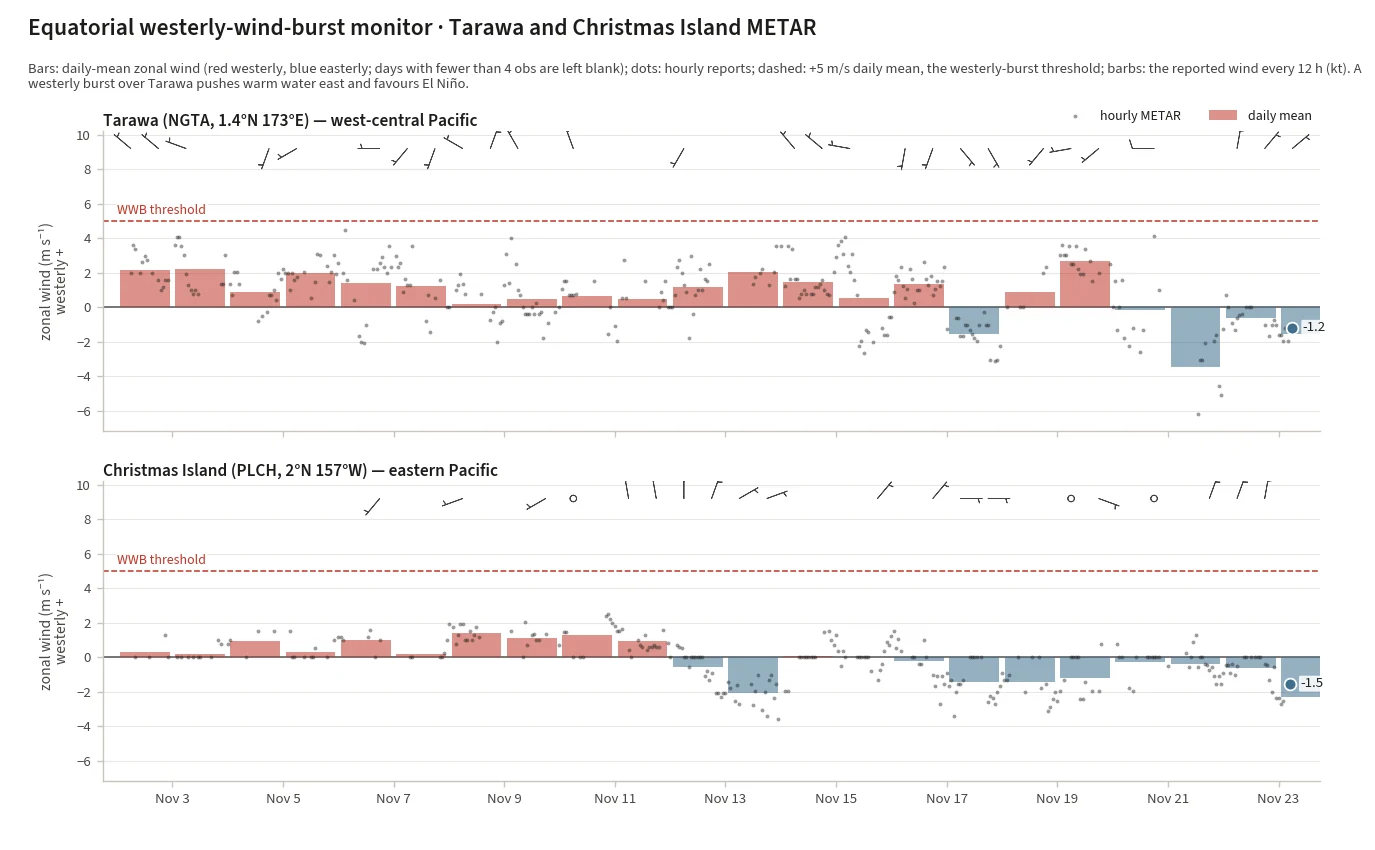 Equatorial westerly-wind-burst monitor · Tarawa and Christmas Island METAR
Bars: daily-mean zonal wind (red westerly, blue easterly; days with fewer than 4 obs are left blank); dots: hourly reports; dashed: +5 m/s daily mean, the westerly-burst threshold; barbs: the reported wind every 12 h (kt). A
westerly burst over Tarawa pushes warm water east and favours El Niño.
Tarawa (NGTA, 1.4°N 173°E) — west-central Pacific
hourly METAR
daily mean
10
8
6
4
2
0
−2
−4
−6
zonal wind (m s⁻¹)
westerly +
WWB threshold
-1.2
Christmas Island (PLCH, 2°N 157°W) — eastern Pacific
10
8
6
4
2
0
−2
−4
−6
zonal wind (m s⁻¹)
westerly +
WWB threshold
-1.5
Nov 3
Nov 5
Nov 7
Nov 9
Nov 11
Nov 13
Nov 15
Nov 17
Nov 19
Nov 21
Nov 23